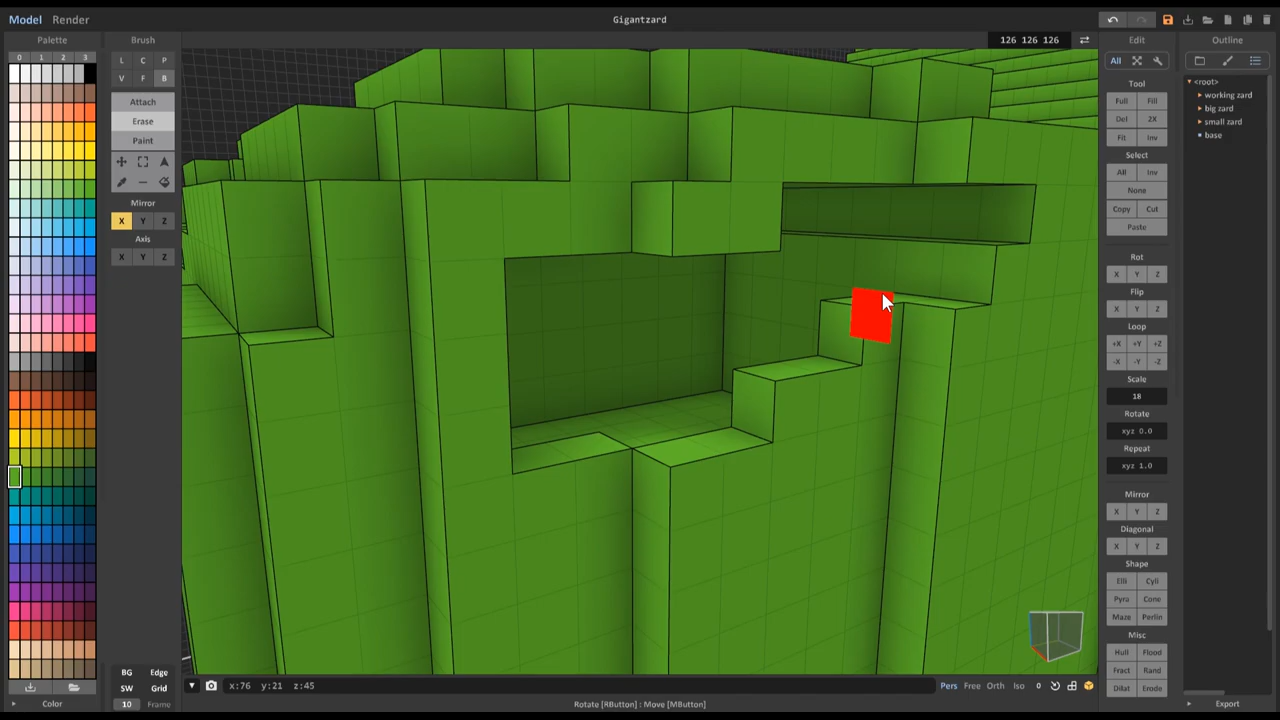 Model Render Gigantzard
Palette Brush 126 126 126 Edit Outline
0 1 2 3
L C P
V F B
All
<root>
working zard
big zard
small zard
base
Attach
Erase
Paint
Mirror
X Y Z
Axis
X Y Z
Tool
Full Fill
Del 2X
Fit Inv
Select
All Inv
None
Copy Cut
Paste
Rot
X Y Z
Flip
X Y Z
Loop
+X +Y +Z
-X -Y -Z
Scale
18
Rotate
xyz 0.0
Repeat
xyz 1.0
Mirror
X Y Z
Diagonal
X Y Z
Shape
Elli Cyli
Pyra Cone
Maze Perlin
Misc
Hull Flood
Fract Rand
Dilat Erode
BG Edge
SW Grid
10 Frame
x:76 y:21 z:45 Pers Free Orth Iso 0
Color Rotate [RButton] : Move [MButton] Export